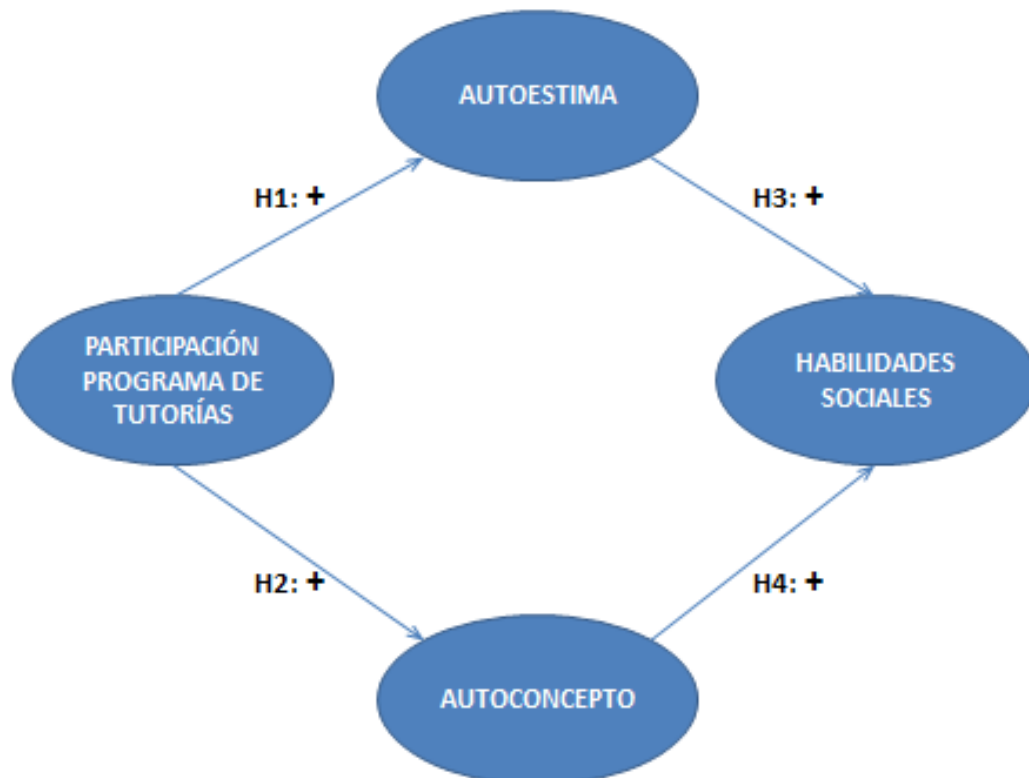 AUTOESTIMA
H1: +
H3: +
PARTICIPACIÓN
PROGRAMA DE
TUTORÍAS
HABILIDADES
SOCIALES
H2: +
H4: +
AUTOCONCEPTO